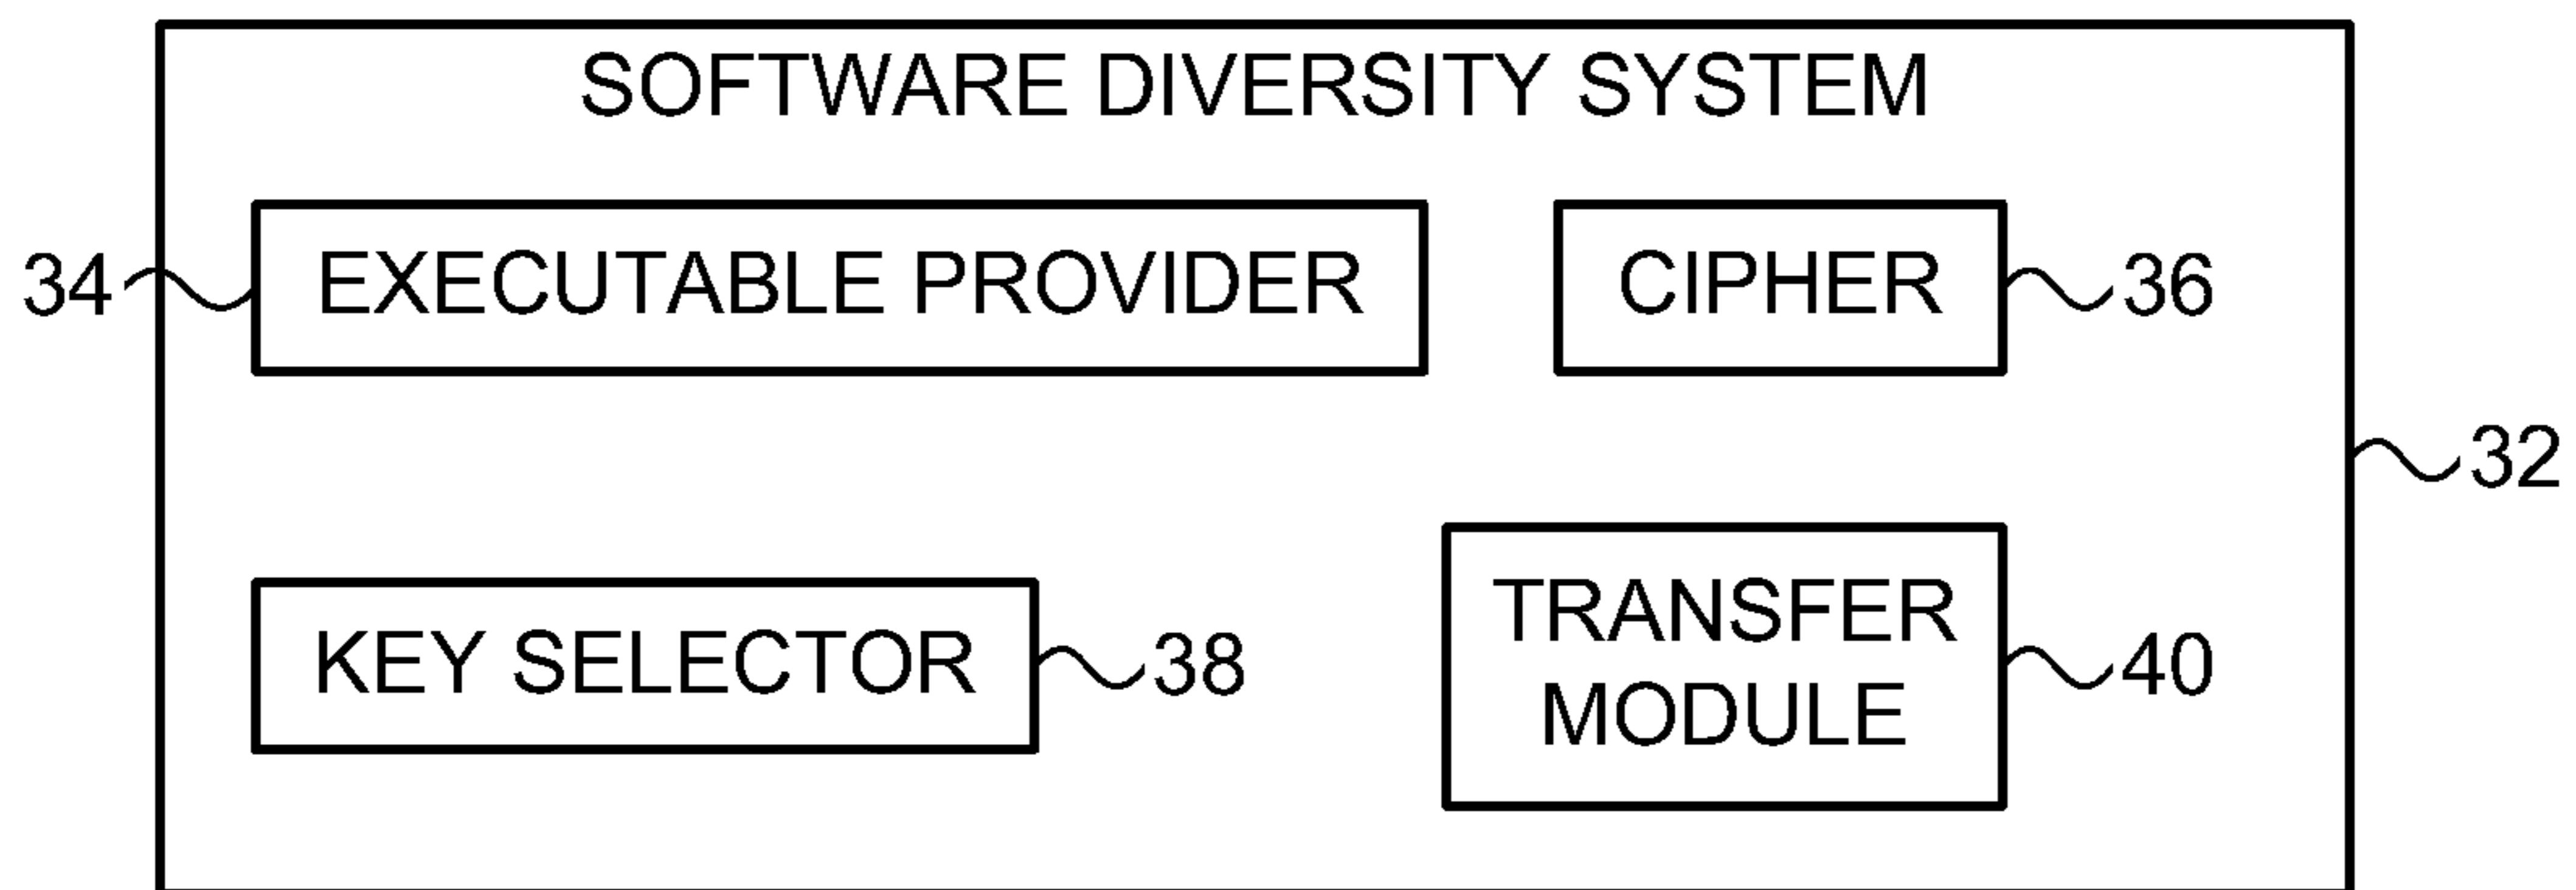 SOFTWARE DIVERSITY SYSTEM
34 EXECUTABLE PROVIDER CIPHER 36
32
KEY SELECTOR 38
TRANSFER
MODULE
40